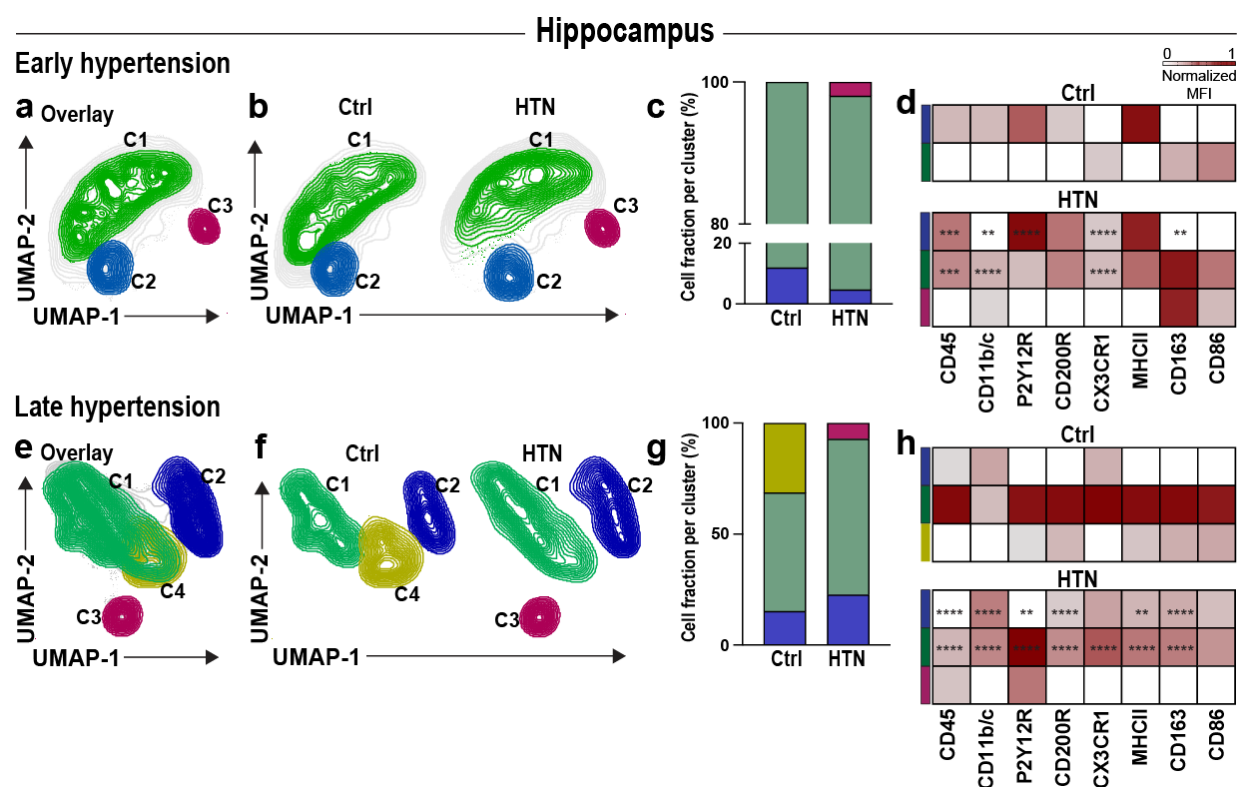 Hippocampus
Early hypertension
0 1
Normalized
MFI
a Overlay
C1
C3
C2
UMAP-2
UMAP-1
b Ctrl HTN
C1 C1
C3
C2 C2
UMAP-2
UMAP-1
c
Cell fraction per cluster (%)
100
80
20
0
Ctrl HTN
d Ctrl
HTN
*** ** **** **** **
*** **** ****
CD45 CD11b/c P2Y12R CD200R CX3CR1 MHCII CD163 CD86
Late hypertension
e Overlay
C1 C2
C4
C3
UMAP-2
UMAP-1
f Ctrl HTN
C1 C2 C1 C2
C4
C3
UMAP-2
UMAP-1
g
Cell fraction per cluster (%)
100
50
0
Ctrl HTN
h Ctrl
HTN
**** **** ** **** ** ****
**** **** **** **** **** **** ****
CD45 CD11b/c P2Y12R CD200R CX3CR1 MHCII CD163 CD86